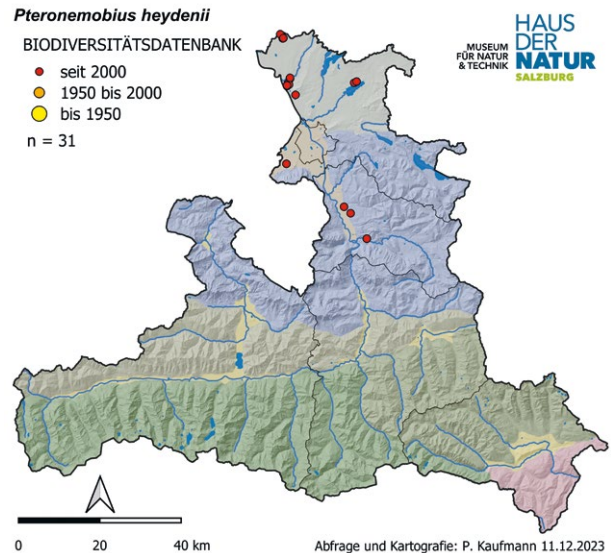 Pteronemobius heydenii
BIODIVERSITÄTSDATENBANK
seit 2000
1950 bis 2000
bis 1950
n = 31
MUSEUM
FÜR NATUR
& TECHNIK
HAUS
DER
NATUR
SALZBURG
0 20 40 km
Abfrage und Kartografie: P. Kaufmann 11.12.2023